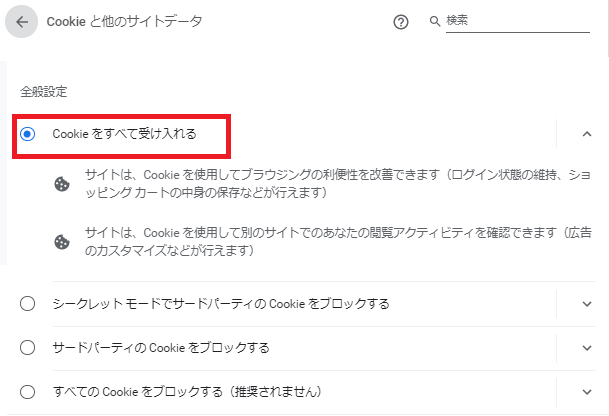 Cookie と他のサイトデータ
検索
全般設定
Cookie をすべて受け入れる
サイトは、Cookie を使用してブラウジングの利便性を改善できます（ログイン状態の維持、ショ
ッピング カートの中身の保存などが行えます）
サイトは、Cookie を使用して別のサイトでのあなたの閲覧アクティビティを確認できます（広告
のカスタマイズなどが行えます）
シークレット モードでサードパーティの Cookie をブロックする
サードパーティの Cookie をブロックする
すべての Cookie をブロックする（推奨されません）